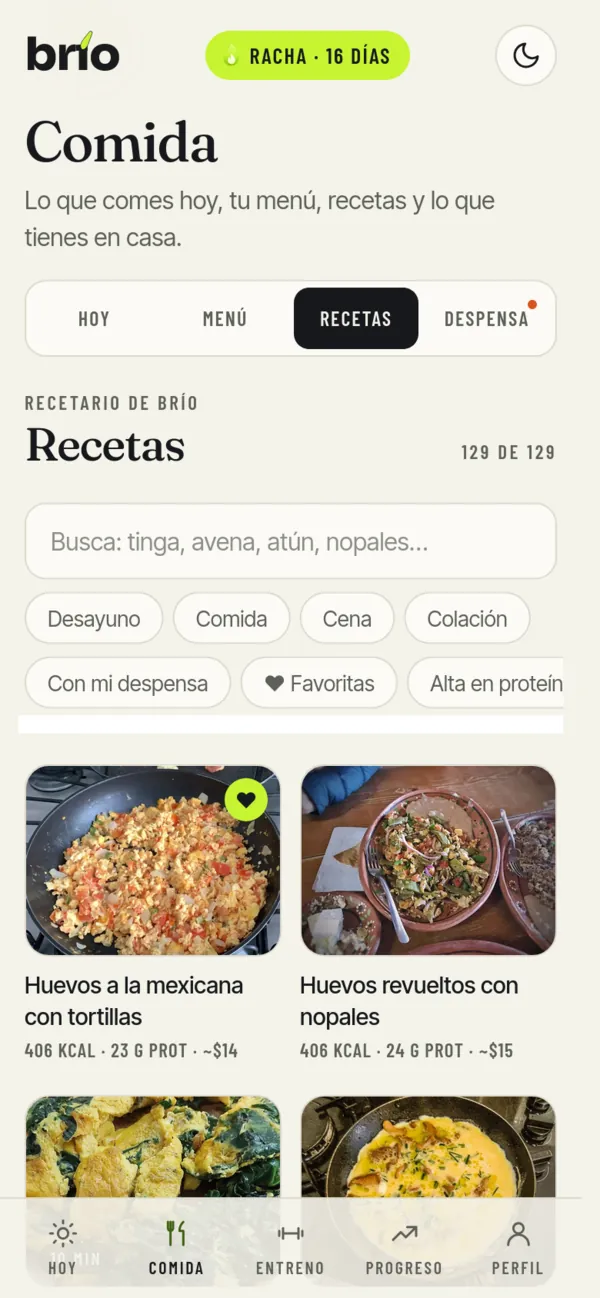 brío
RACHA · 16 DÍAS
Comida
Lo que comes hoy, tu menú, recetas y lo que
tienes en casa.
HOY
MENÚ
RECETAS
DESPENSA
RECETARIO DE BRÍO
Recetas
129 DE 129
Busca: tinga, avena, atún, nopales...
Desayuno
Comida
Cena
Colación
Con mi despensa
♥ Favoritas
Alta en proteín
Huevos a la mexicana
con tortillas
406 KCAL · 23 G PROT · ~$14
Huevos revueltos con
nopales
406 KCAL · 24 G PROT · ~$15
10 MIN
HOY
COMIDA
ENTRENO
PROGRESO
PERFIL